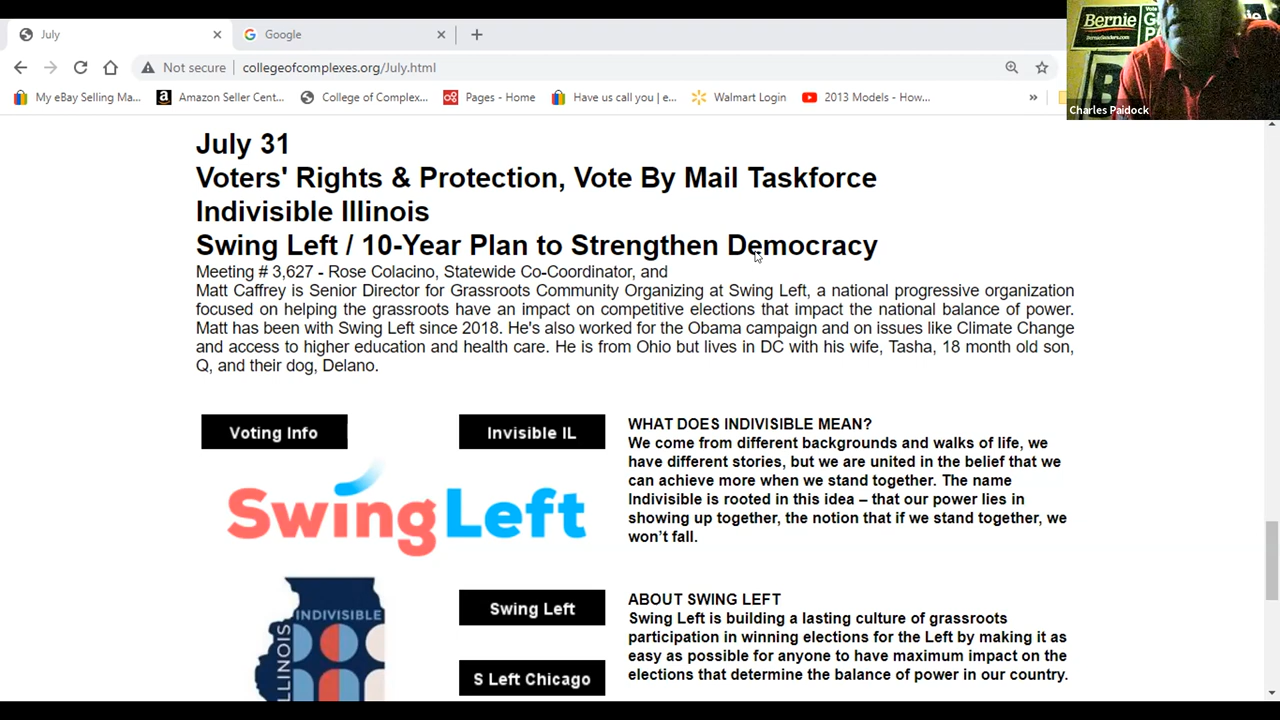 July
Google
Not secure
collegeofcomplexes.org/July.html
My eBay Selling Ma...
Amazon Seller Cent...
College of Complex...
Pages - Home
Have us call you | e...
Walmart Login
2013 Models - How...
»
Bernie
BernieSanders.com
Charles Paidock
July 31
Voters' Rights & Protection, Vote By Mail Taskforce
Indivisible Illinois
Swing Left / 10-Year Plan to Strengthen Democracy
Meeting # 3,627 - Rose Colacino, Statewide Co-Coordinator, and
Matt Caffrey is Senior Director for Grassroots Community Organizing at Swing Left, a national progressive organization
focused on helping the grassroots have an impact on competitive elections that impact the national balance of power.
Matt has been with Swing Left since 2018. He's also worked for the Obama campaign and on issues like Climate Change
and access to higher education and health care. He is from Ohio but lives in DC with his wife, Tasha, 18 month old son,
Q, and their dog, Delano.
Voting Info
Invisible IL
SwingLeft
INDIVISIBLE
ILLINOIS
WHAT DOES INDIVISIBLE MEAN?
We come from different backgrounds and walks of life, we
have different stories, but we are united in the belief that we
can achieve more when we stand together. The name
Indivisible is rooted in this idea – that our power lies in
showing up together, the notion that if we stand together, we
won't fall.
Swing Left
S Left Chicago
ABOUT SWING LEFT
Swing Left is building a lasting culture of grassroots
participation in winning elections for the Left by making it as
easy as possible for anyone to have maximum impact on the
elections that determine the balance of power in our country.